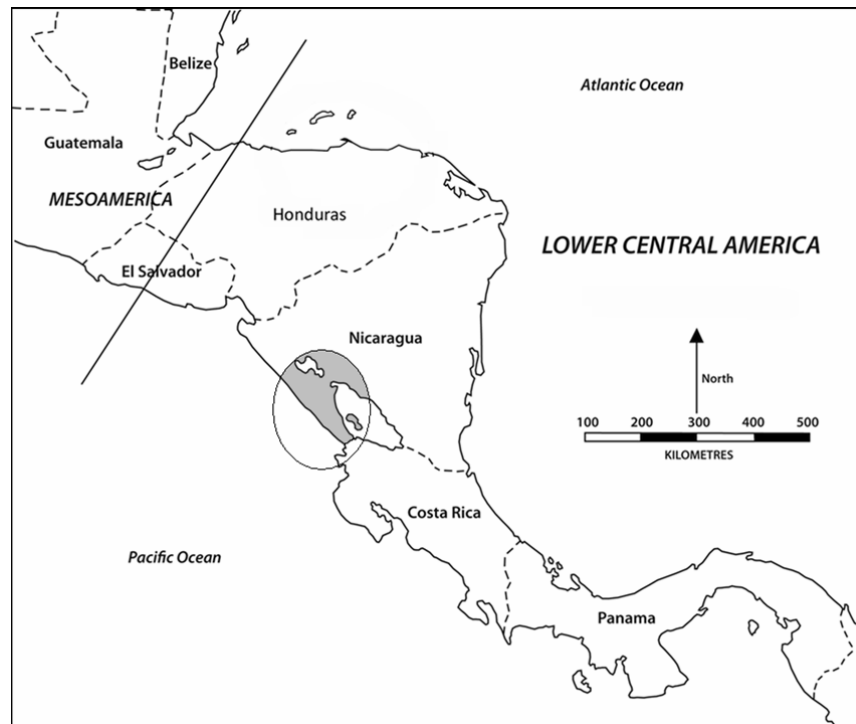 Belize
Atlantic Ocean
Guatemala
MESOAMERICA
Honduras
LOWER CENTRAL AMERICA
El Salvador
Nicaragua
North
100 200 300 400 500
KILOMETRES
Costa Rica
Pacific Ocean
Panama